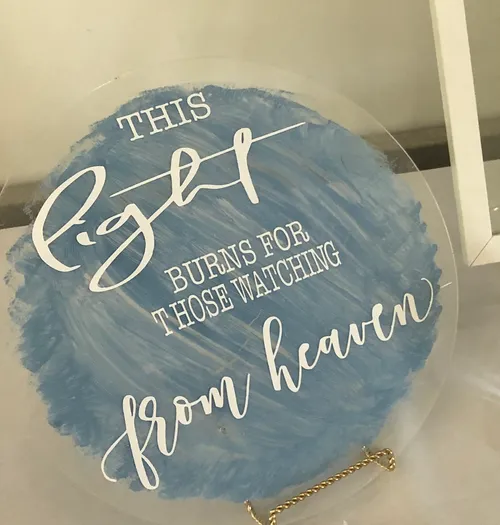 THIS
light
BURNS FOR
THOSE WATCHING
from heaven